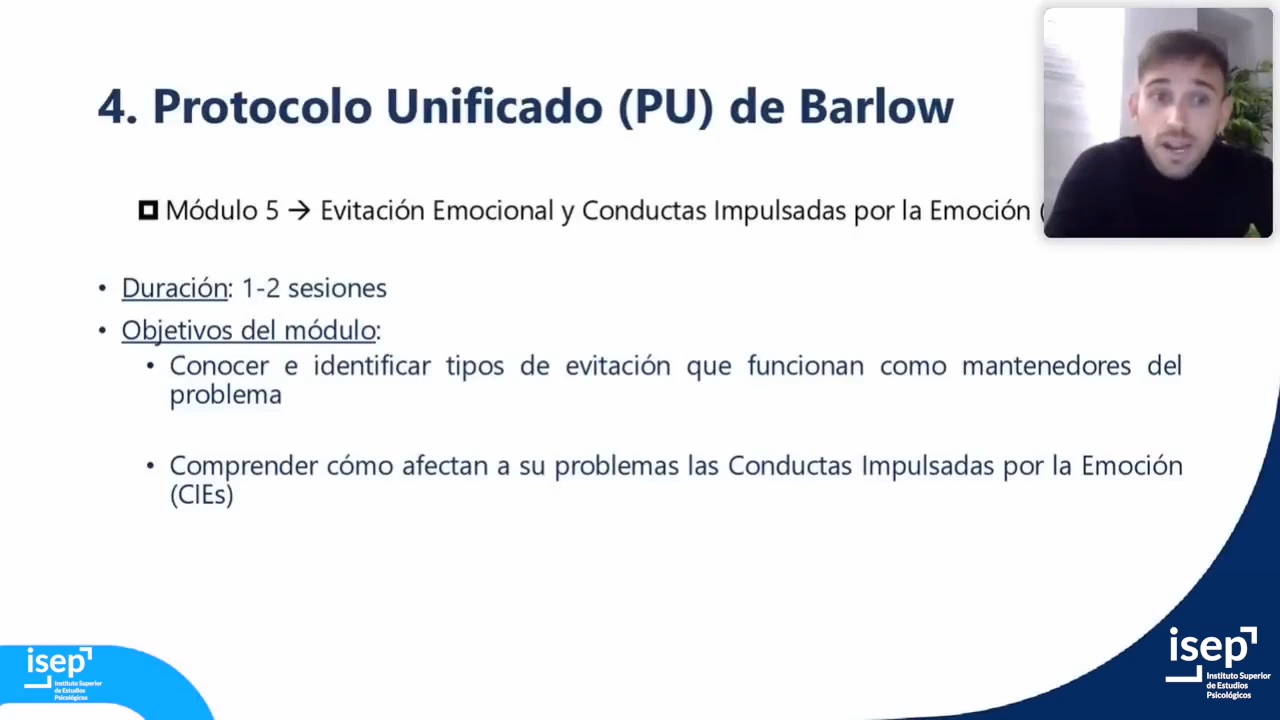 4. Protocolo Unificado (PU) de Barlow
Módulo 5 → Evitación Emocional y Conductas Impulsadas por la Emoción (
• Duración: 1-2 sesiones
• Objetivos del módulo:
• Conocer e identificar tipos de evitación que funcionan como mantenedores del
problema
• Comprender cómo afectan a su problemas las Conductas Impulsadas por la Emoción
(CIEs)
isep
Instituto Superior
de Estudios
Psicológicos
isep
Instituto Superior
de Estudios
Psicológicos